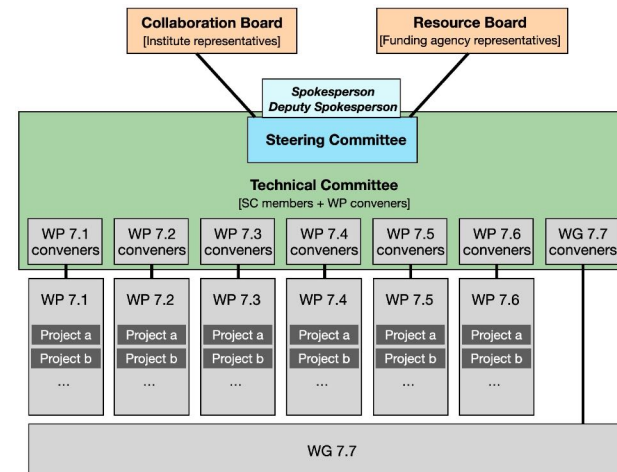 Collaboration Board
[Institute representatives]
Resource Board
[Funding agency representatives]
Spokesperson
Deputy Spokesperson
Steering Committee
Technical Committee
[SC members + WP conveners]
WP 7.1
conveners
WP 7.2
conveners
WP 7.3
conveners
WP 7.4
conveners
WP 7.5
conveners
WP 7.6
conveners
WG 7.7
conveners
WP 7.1
Project a
Project b
...
WP 7.2
Project a
Project b
...
WP 7.3
Project a
Project b
...
WP 7.4
Project a
Project b
...
WP 7.5
Project a
Project b
...
WP 7.6
Project a
Project b
...
WG 7.7